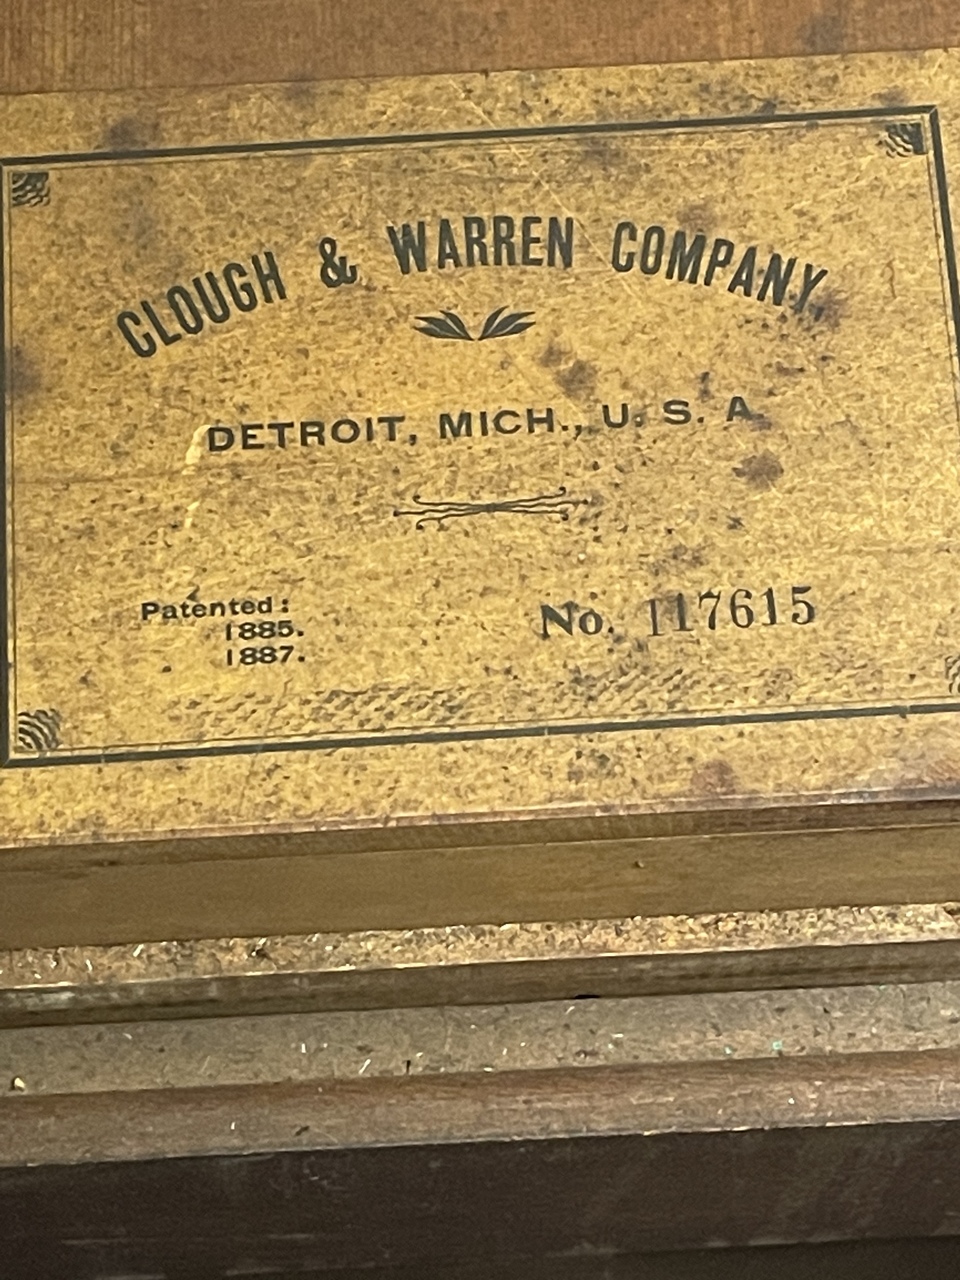 CLOUGH & WARREN COMPANY,
DETROIT, MICH., U. S. A.
Patented:
1885.
1887.
No. 117615